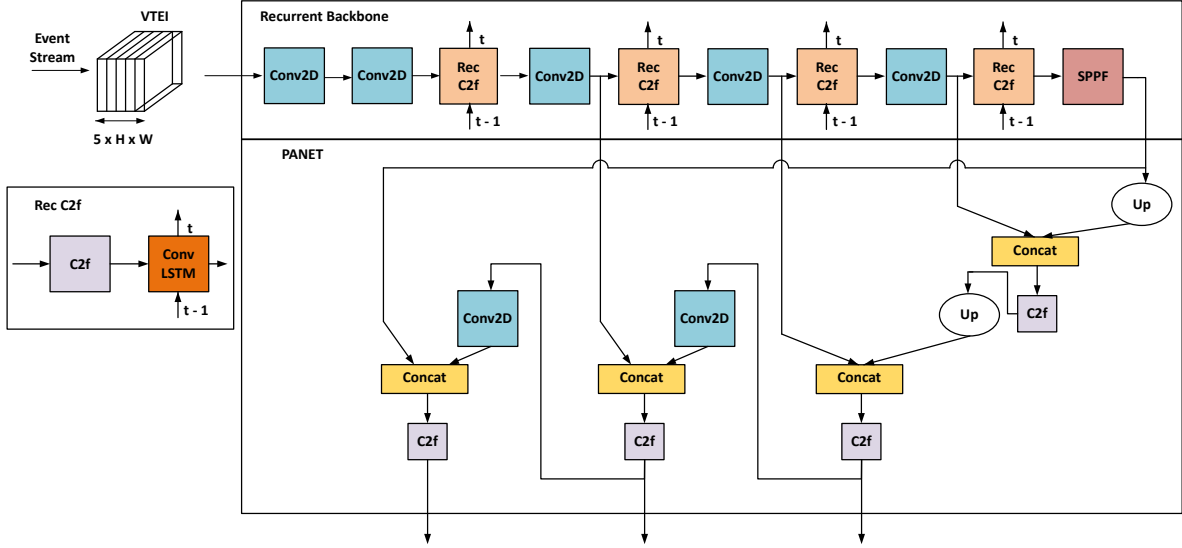 VTEI
Event
Stream
5 x H x W
Recurrent Backbone
Conv2D
Conv2D
t
Rec
C2f
t - 1
Conv2D
t
Rec
C2f
t - 1
Conv2D
t
Rec
C2f
t - 1
Conv2D
t
Rec
C2f
t - 1
SPPF
PANET
Up
Concat
C2f
Up
Conv2D
Conv2D
Concat
Concat
Concat
C2f
C2f
C2f
Rec C2f
t
C2f
Conv
LSTM
t - 1